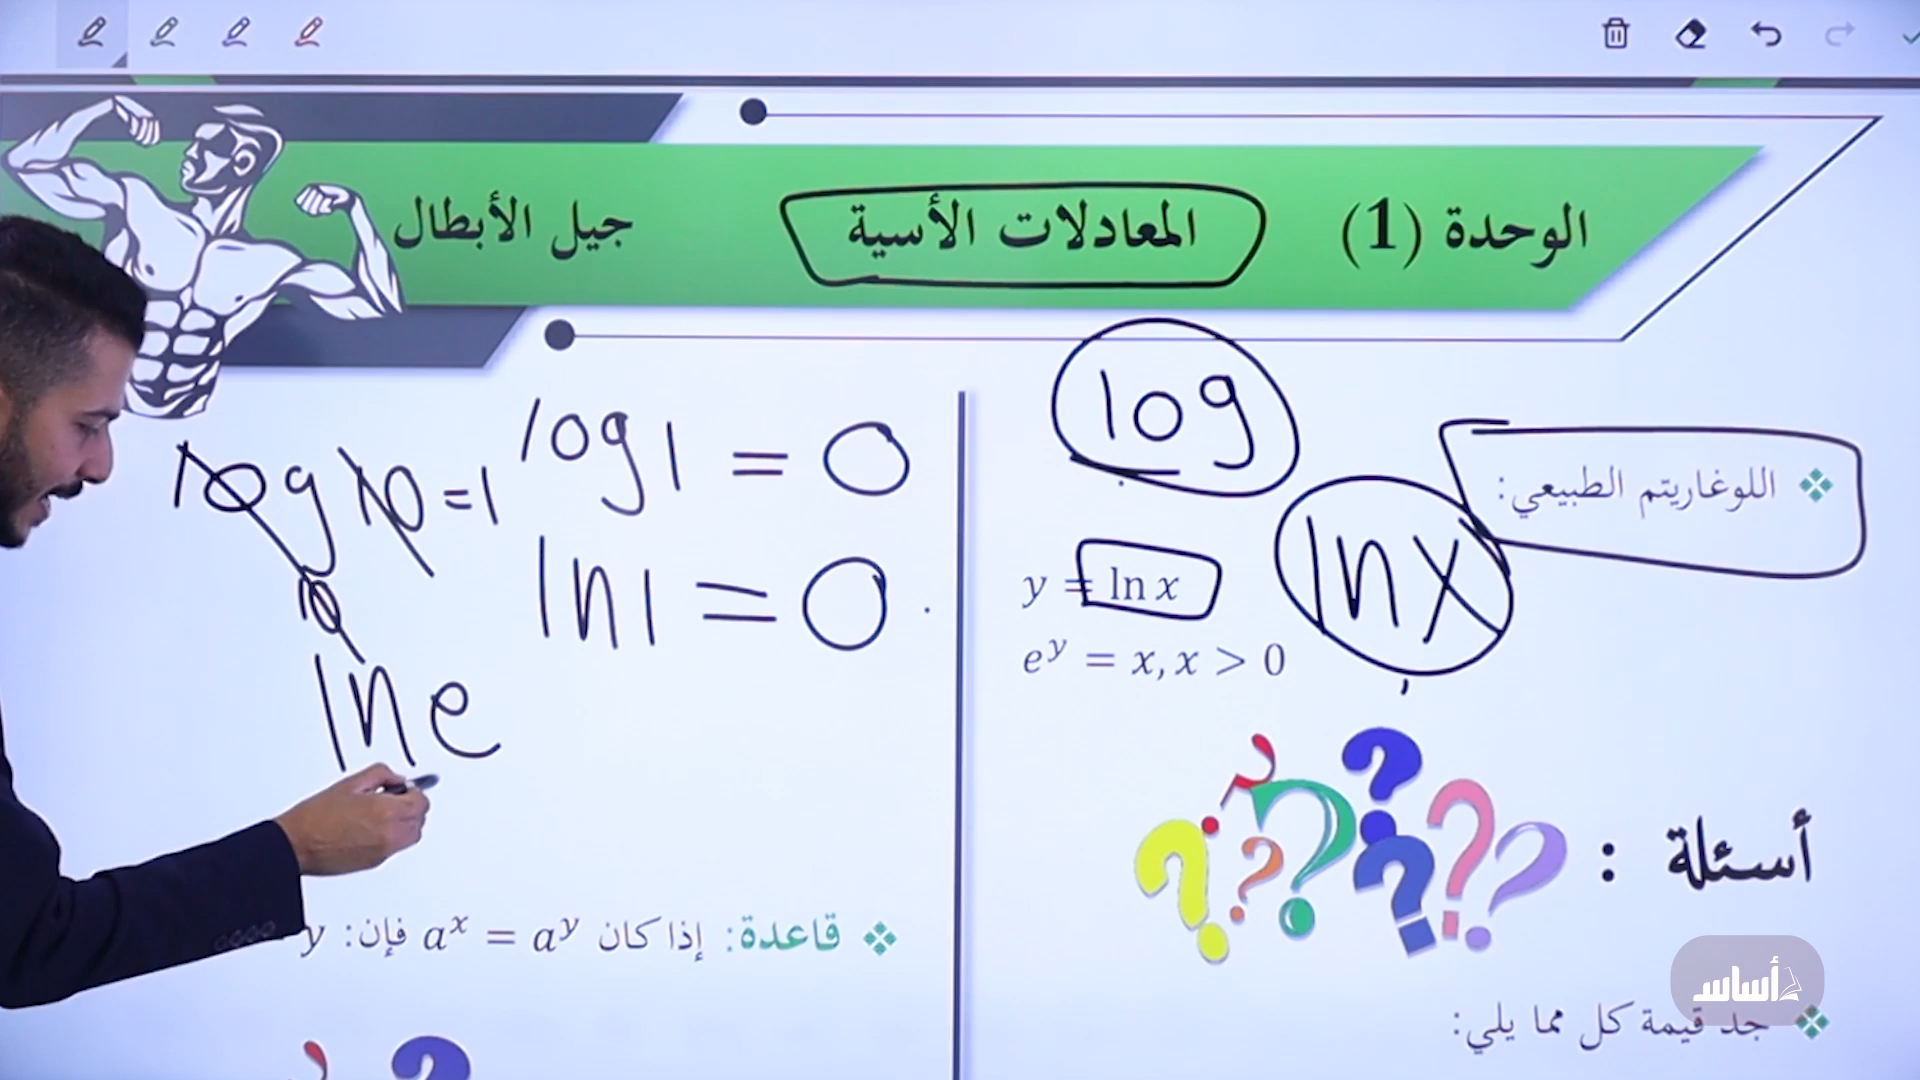 الوحدة (1) المعادلات الأسية جيل الأبطال
log
اللوغاريتم الطبيعي:
ln x
y = ln x
e^y = x, x > 0
أسئلة :
جد قيمة كل مما يلي:
log 1 = 0
log₁₀ 10 = 1
ln 1 = 0
ln e
قاعدة: إذا كان a^x = a^y فإن: y
أساس